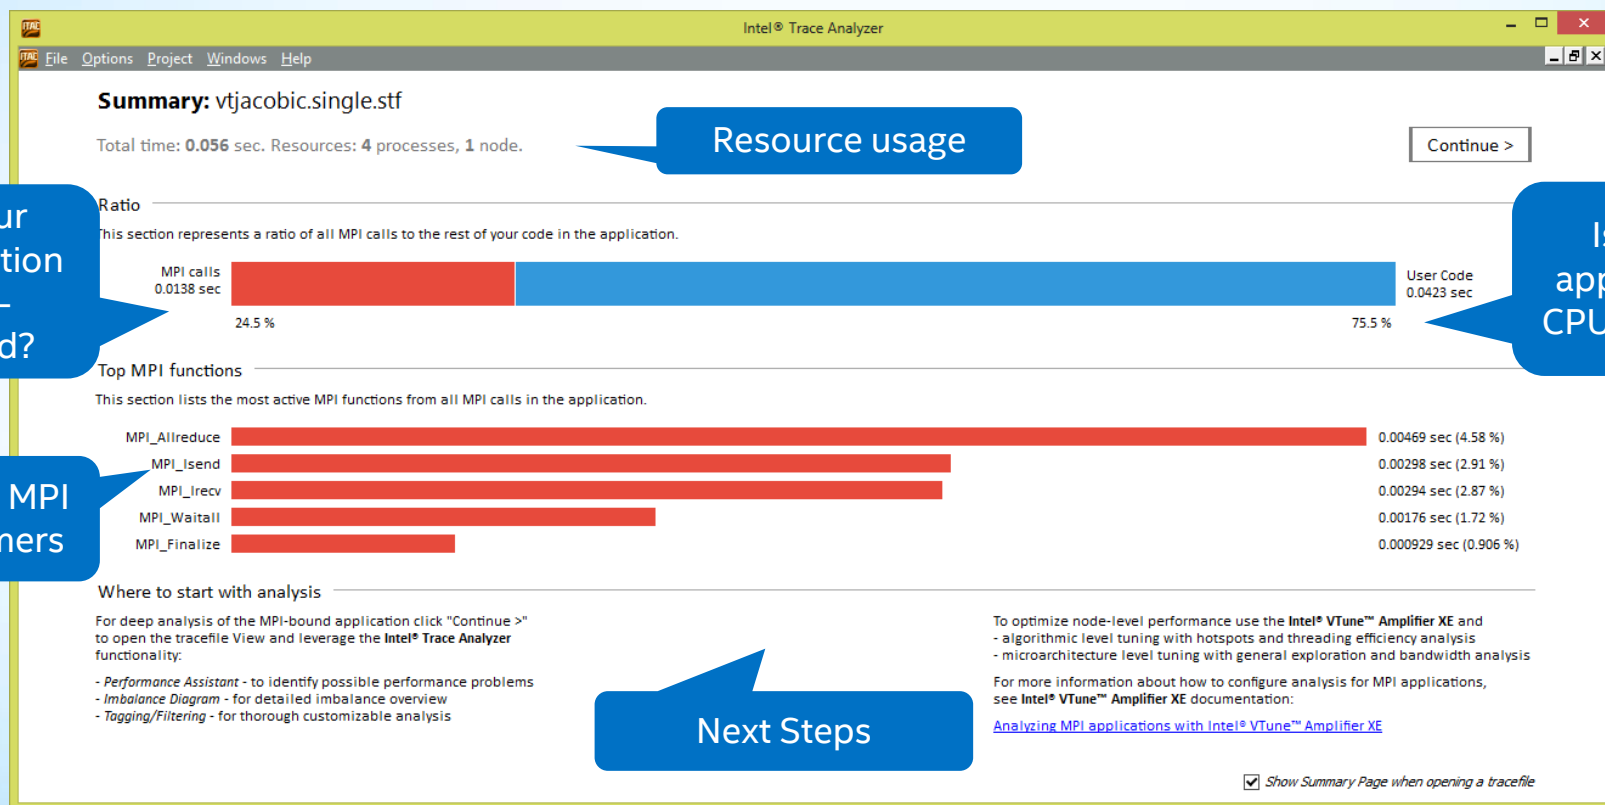 ITAC
Intel® Trace Analyzer
ITAC File Options Project Windows Help
Summary: vtjacobic.single.stf
Total time: 0.056 sec. Resources: 4 processes, 1 node.
Resource usage
Continue >
Ratio
This section represents a ratio of all MPI calls to the rest of your code in the application.
MPI calls
0.0138 sec
User Code
0.0423 sec
24.5 %
75.5 %
CPU
Top MPI functions
This section lists the most active MPI functions from all MPI calls in the application.
MPI_Allreduce 0.00469 sec (4.58 %)
MPI_Isend 0.00298 sec (2.91 %)
MPI_Irecv 0.00294 sec (2.87 %)
MPI_Waitall 0.00176 sec (1.72 %)
MPI_Finalize 0.000929 sec (0.906 %)
MPI
Where to start with analysis
For deep analysis of the MPI-bound application click "Continue >"
to open the tracefile View and leverage the Intel® Trace Analyzer
functionality:
- Performance Assistant - to identify possible performance problems
- Imbalance Diagram - for detailed imbalance overview
- Tagging/Filtering - for thorough customizable analysis
Next Steps
To optimize node-level performance use the Intel® VTune™ Amplifier XE and
- algorithmic level tuning with hotspots and threading efficiency analysis
- microarchitecture level tuning with general exploration and bandwidth analysis
For more information about how to configure analysis for MPI applications,
see Intel® VTune™ Amplifier XE documentation:
Analyzing MPI applications with Intel® VTune™ Amplifier XE
Show Summary Page when opening a tracefile